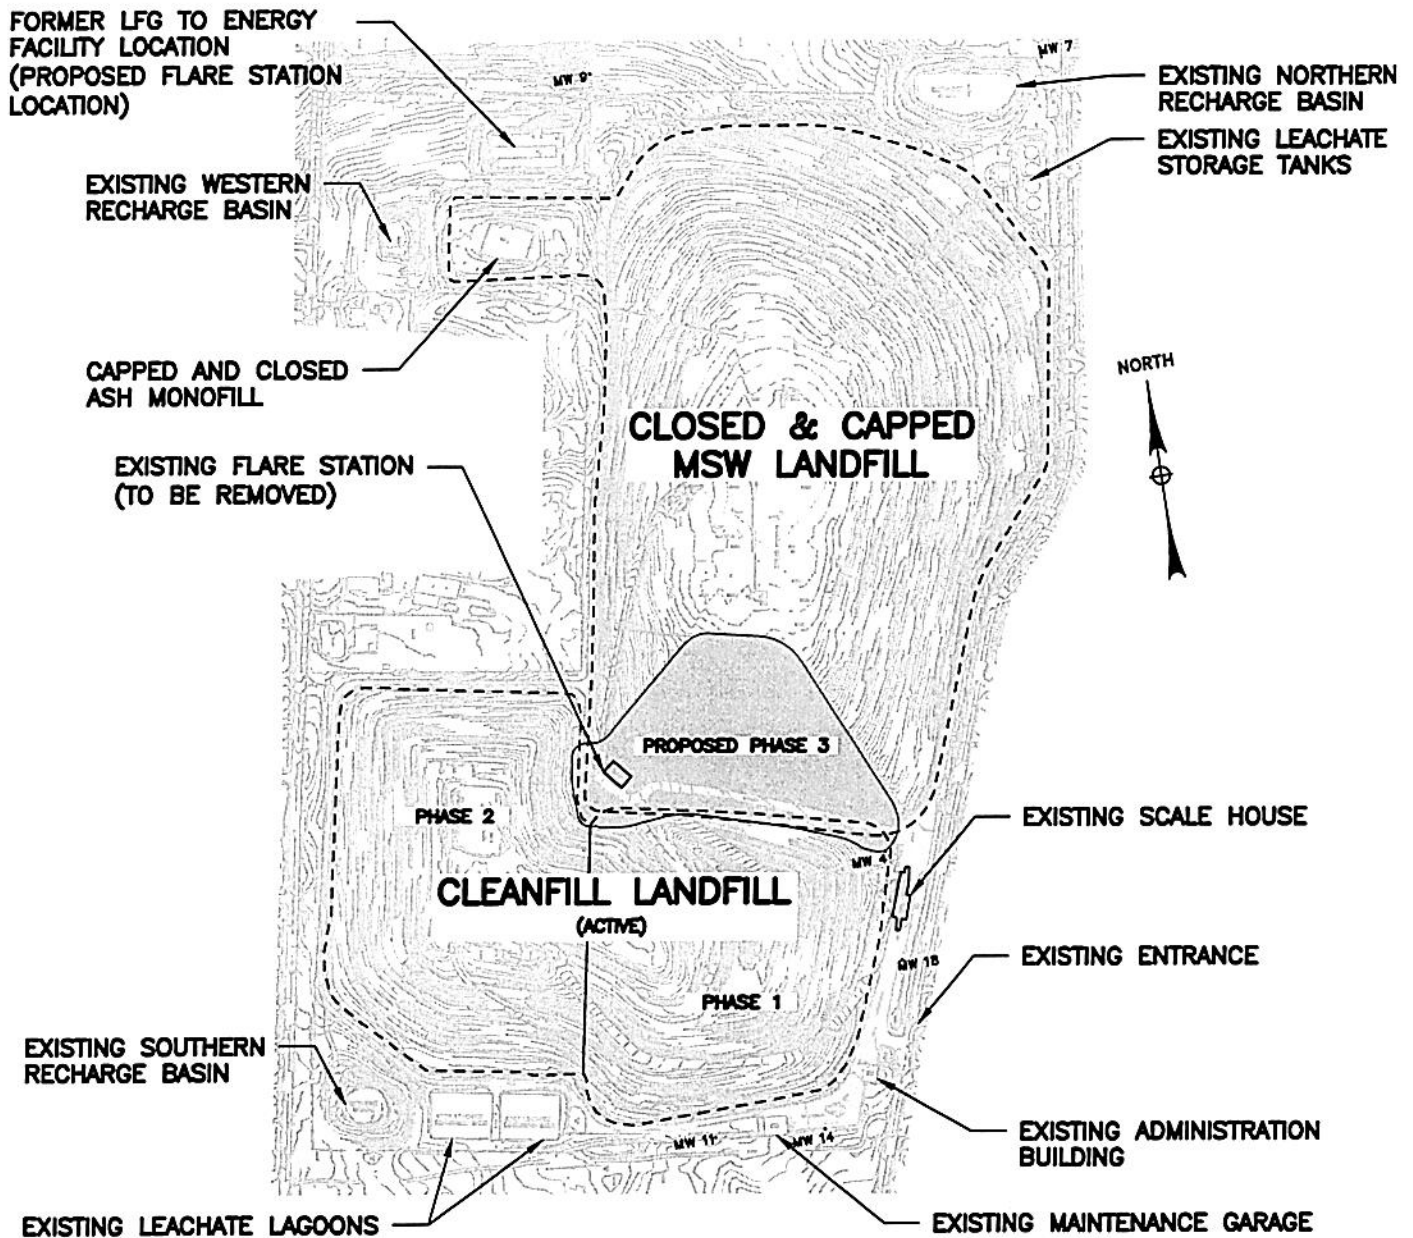 FORMER LFG TO ENERGY
FACILITY LOCATION
(PROPOSED FLARE STATION
LOCATION)
MW 9
MW 7
EXISTING NORTHERN
RECHARGE BASIN
EXISTING LEACHATE
STORAGE TANKS
EXISTING WESTERN
RECHARGE BASIN
CAPPED AND CLOSED
ASH MONOFILL
NORTH
CLOSED & CAPPED
MSW LANDFILL
EXISTING FLARE STATION
(TO BE REMOVED)
PROPOSED PHASE 3
PHASE 2
EXISTING SCALE HOUSE
MW 4
CLEANFILL LANDFILL
(ACTIVE)
EXISTING ENTRANCE
PHASE 1
EXISTING SOUTHERN
RECHARGE BASIN
MW 11
MW 14
EXISTING ADMINISTRATION
BUILDING
EXISTING LEACHATE LAGOONS
EXISTING MAINTENANCE GARAGE